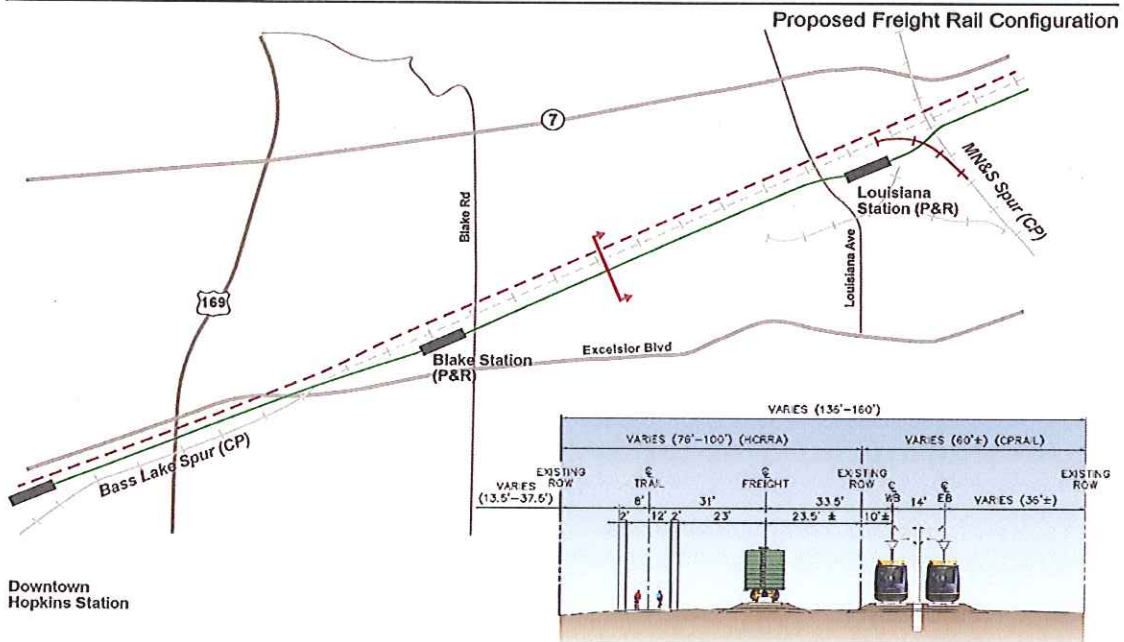 Proposed Freight Rail Configuration
7
Blake Rd
MN&S Spur (CP)
Louisiana
Station (P&R)
Louisiana Ave
169
Blake Station
(P&R)
Excelsior Blvd
Bass Lake Spur (CP)
Downtown
Hopkins Station
VARIES (136'-160')
VARIES (76'-100') (HCRRA)
VARIES (60'±) (CPRAIL)
EXISTING
ROW
℄
TRAIL
℄
FREIGHT
EXISTING
ROW
℄
WB
℄
EB
EXISTING
ROW
VARIES
(13.5'-37.5')
8'
31'
33.5'
14'
VARIES (36'±)
2'
12'
2'
23'
23.5' ±
10'±